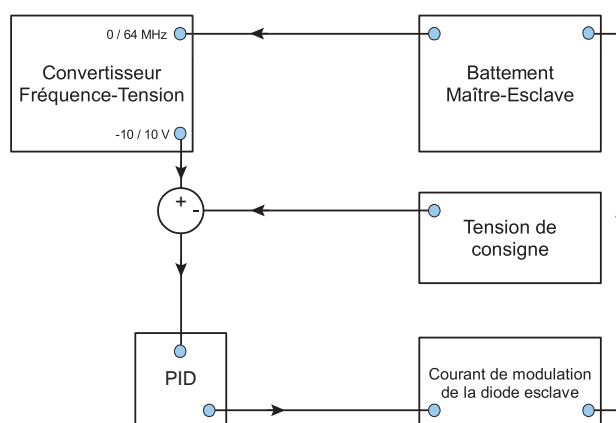 0 / 64 MHz
Convertisseur
Fréquence-Tension
-10 / 10 V
Battement
Maître-Esclave
+
-
Tension de
consigne
PID
Courant de modulation
de la diode esclave